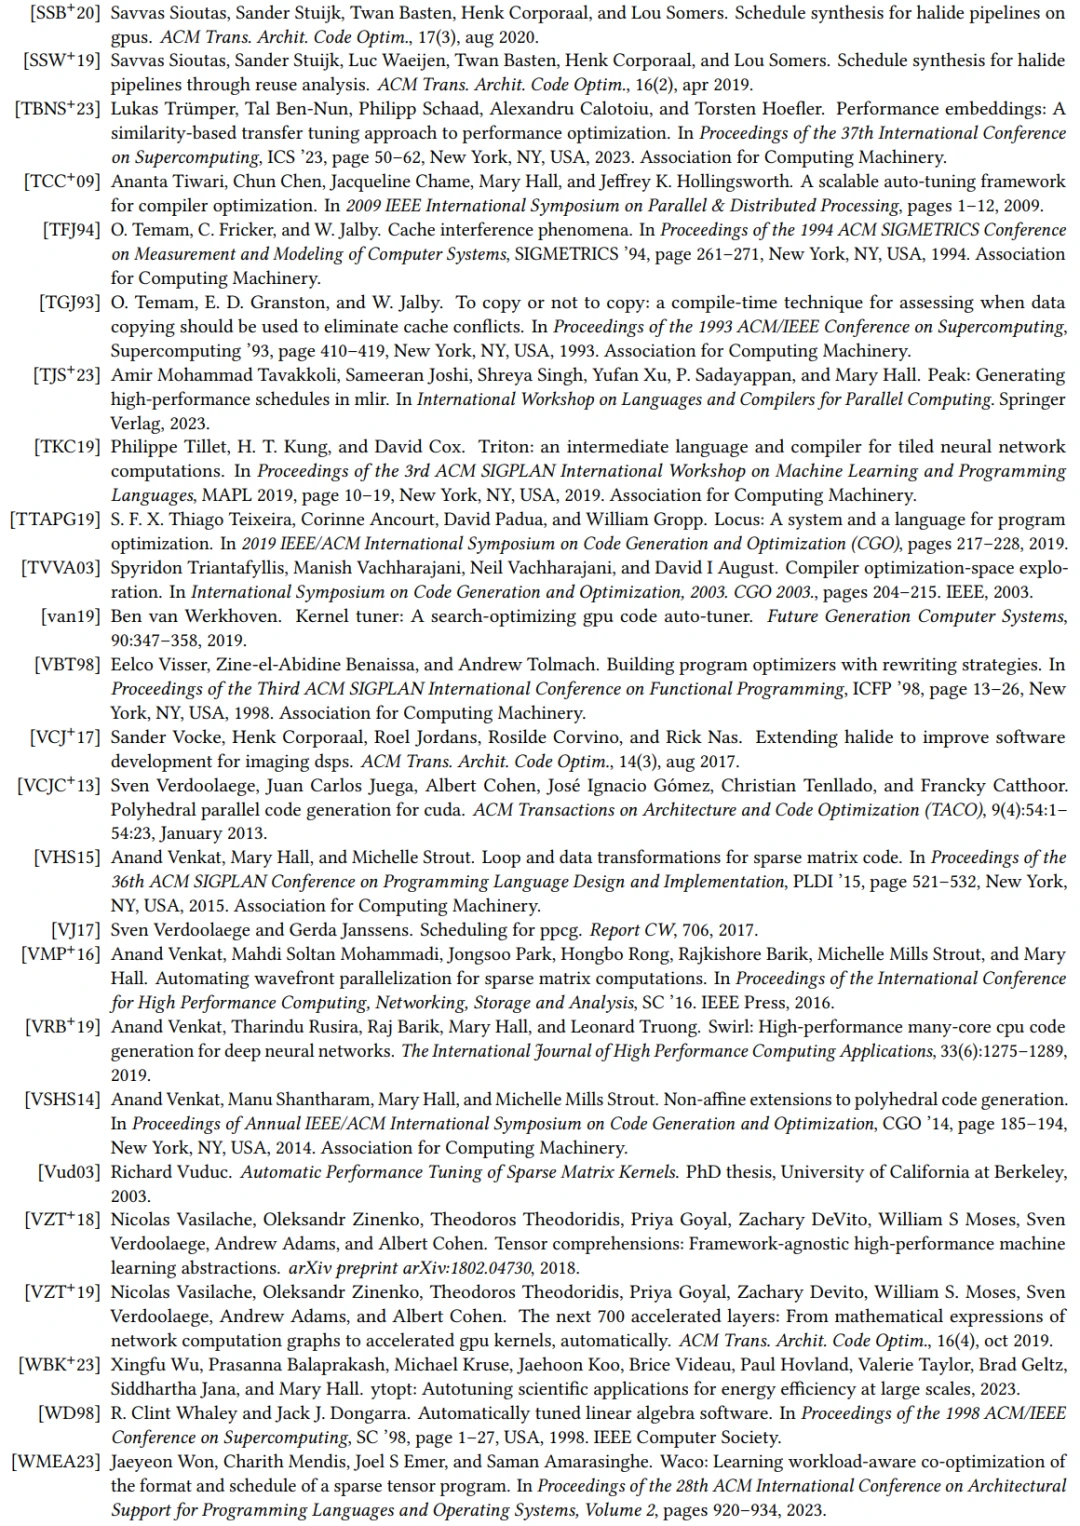 [SSB+20] Savvas Sioutas, Sander Stuijk, Twan Basten, Henk Corporaal, and Lou Somers. Schedule synthesis for halide pipelines on
gpus. ACM Trans. Archit. Code Optim., 17(3), aug 2020.
[SSW+19] Savvas Sioutas, Sander Stuijk, Luc Waeijen, Twan Basten, Henk Corporaal, and Lou Somers. Schedule synthesis for halide
pipelines through reuse analysis. ACM Trans. Archit. Code Optim., 16(2), apr 2019.
[TBNS+23] Lukas Trümper, Tal Ben-Nun, Philipp Schaad, Alexandru Calotoiu, and Torsten Hoefler. Performance embeddings: A
similarity-based transfer tuning approach to performance optimization. In Proceedings of the 37th International Conference
on Supercomputing, ICS ’23, page 50–62, New York, NY, USA, 2023. Association for Computing Machinery.
[TCC+09] Ananta Tiwari, Chun Chen, Jacqueline Chame, Mary Hall, and Jeffrey K. Hollingsworth. A scalable auto-tuning framework
for compiler optimization. In 2009 IEEE International Symposium on Parallel & Distributed Processing, pages 1–12, 2009.
[TFJ94] O. Temam, C. Fricker, and W. Jalby. Cache interference phenomena. In Proceedings of the 1994 ACM SIGMETRICS Conference
on Measurement and Modeling of Computer Systems, SIGMETRICS ’94, page 261–271, New York, NY, USA, 1994. Association
for Computing Machinery.
[TGJ93] O. Temam, E. D. Granston, and W. Jalby. To copy or not to copy: a compile-time technique for assessing when data
copying should be used to eliminate cache conflicts. In Proceedings of the 1993 ACM/IEEE Conference on Supercomputing,
Supercomputing ’93, page 410–419, New York, NY, USA, 1993. Association for Computing Machinery.
[TJS+23] Amir Mohammad Tavakkoli, Sameeran Joshi, Shreya Singh, Yufan Xu, P. Sadayappan, and Mary Hall. Peak: Generating
high-performance schedules in mlir. In International Workshop on Languages and Compilers for Parallel Computing. Springer
Verlag, 2023.
[TKC19] Philippe Tillet, H. T. Kung, and David Cox. Triton: an intermediate language and compiler for tiled neural network
computations. In Proceedings of the 3rd ACM SIGPLAN International Workshop on Machine Learning and Programming
Languages, MAPL 2019, page 10–19, New York, NY, USA, 2019. Association for Computing Machinery.
[TTAPG19] S. F. X. Thiago Teixeira, Corinne Ancourt, David Padua, and William Gropp. Locus: A system and a language for program
optimization. In 2019 IEEE/ACM International Symposium on Code Generation and Optimization (CGO), pages 217–228, 2019.
[TVVA03] Spyridon Triantafyllis, Manish Vachharajani, Neil Vachharajani, and David I August. Compiler optimization-space explo-
ration. In International Symposium on Code Generation and Optimization, 2003. CGO 2003., pages 204–215. IEEE, 2003.
[van19] Ben van Werkhoven. Kernel tuner: A search-optimizing gpu code auto-tuner. Future Generation Computer Systems,
90:347–358, 2019.
[VBT98] Eelco Visser, Zine-el-Abidine Benaissa, and Andrew Tolmach. Building program optimizers with rewriting strategies. In
Proceedings of the Third ACM SIGPLAN International Conference on Functional Programming, ICFP ’98, page 13–26, New
York, NY, USA, 1998. Association for Computing Machinery.
[VCJ+17] Sander Vocke, Henk Corporaal, Roel Jordans, Rosilde Corvino, and Rick Nas. Extending halide to improve software
development for imaging dsps. ACM Trans. Archit. Code Optim., 14(3), aug 2017.
[VCJC+13] Sven Verdoolaege, Juan Carlos Juega, Albert Cohen, José Ignacio Gómez, Christian Tenllado, and Francky Catthoor.
Polyhedral parallel code generation for cuda. ACM Transactions on Architecture and Code Optimization (TACO), 9(4):54:1–
54:23, January 2013.
[VHS15] Anand Venkat, Mary Hall, and Michelle Strout. Loop and data transformations for sparse matrix code. In Proceedings of the
36th ACM SIGPLAN Conference on Programming Language Design and Implementation, PLDI ’15, page 521–532, New York,
NY, USA, 2015. Association for Computing Machinery.
[VJ17] Sven Verdoolaege and Gerda Janssens. Scheduling for ppcg. Report CW, 706, 2017.
[VMP+16] Anand Venkat, Mahdi Soltan Mohammadi, Jongsoo Park, Hongbo Rong, Rajkishore Barik, Michelle Mills Strout, and Mary
Hall. Automating wavefront parallelization for sparse matrix computations. In Proceedings of the International Conference
for High Performance Computing, Networking, Storage and Analysis, SC ’16. IEEE Press, 2016.
[VRB+19] Anand Venkat, Tharindu Rusira, Raj Barik, Mary Hall, and Leonard Truong. Swirl: High-performance many-core cpu code
generation for deep neural networks. The International Journal of High Performance Computing Applications, 33(6):1275–1289,
2019.
[VSHS14] Anand Venkat, Manu Shantharam, Mary Hall, and Michelle Mills Strout. Non-affine extensions to polyhedral code generation.
In Proceedings of Annual IEEE/ACM International Symposium on Code Generation and Optimization, CGO ’14, page 185–194,
New York, NY, USA, 2014. Association for Computing Machinery.
[Vud03] Richard Vuduc. Automatic Performance Tuning of Sparse Matrix Kernels. PhD thesis, University of California at Berkeley,
2003.
[VZT+18] Nicolas Vasilache, Oleksandr Zinenko, Theodoros Theodoridis, Priya Goyal, Zachary DeVito, William S Moses, Sven
Verdoolaege, Andrew Adams, and Albert Cohen. Tensor comprehensions: Framework-agnostic high-performance machine
learning abstractions. arXiv preprint arXiv:1802.04730, 2018.
[VZT+19] Nicolas Vasilache, Oleksandr Zinenko, Theodoros Theodoridis, Priya Goyal, Zachary Devito, William S. Moses, Sven
Verdoolaege, Andrew Adams, and Albert Cohen. The next 700 accelerated layers: From mathematical expressions of
network computation graphs to accelerated gpu kernels, automatically. ACM Trans. Archit. Code Optim., 16(4), oct 2019.
[WBK+23] Xingfu Wu, Prasanna Balaprakash, Michael Kruse, Jaehoon Koo, Brice Videau, Paul Hovland, Valerie Taylor, Brad Geltz,
Siddhartha Jana, and Mary Hall. ytopt: Autotuning scientific applications for energy efficiency at large scales, 2023.
[WD98] R. Clint Whaley and Jack J. Dongarra. Automatically tuned linear algebra software. In Proceedings of the 1998 ACM/IEEE
Conference on Supercomputing, SC ’98, page 1–27, USA, 1998. IEEE Computer Society.
[WMEA23] Jaeyeon Won, Charith Mendis, Joel S Emer, and Saman Amarasinghe. Waco: Learning workload-aware co-optimization of
the format and schedule of a sparse tensor program. In Proceedings of the 28th ACM International Conference on Architectural
Support for Programming Languages and Operating Systems, Volume 2, pages 920–934, 2023.